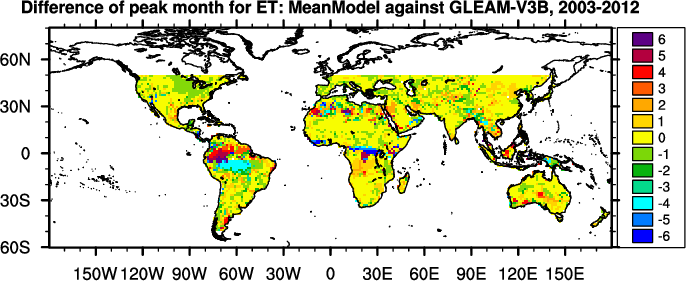 Difference of peak month for ET: MeanModel against GLEAM-V3B, 2003-2012
60N
30N
0
30S
60S
150W 120W 90W 60W 30W 0 30E 60E 90E 120E 150E
6
5
4
3
2
1
0
-1
-2
-3
-4
-5
-6